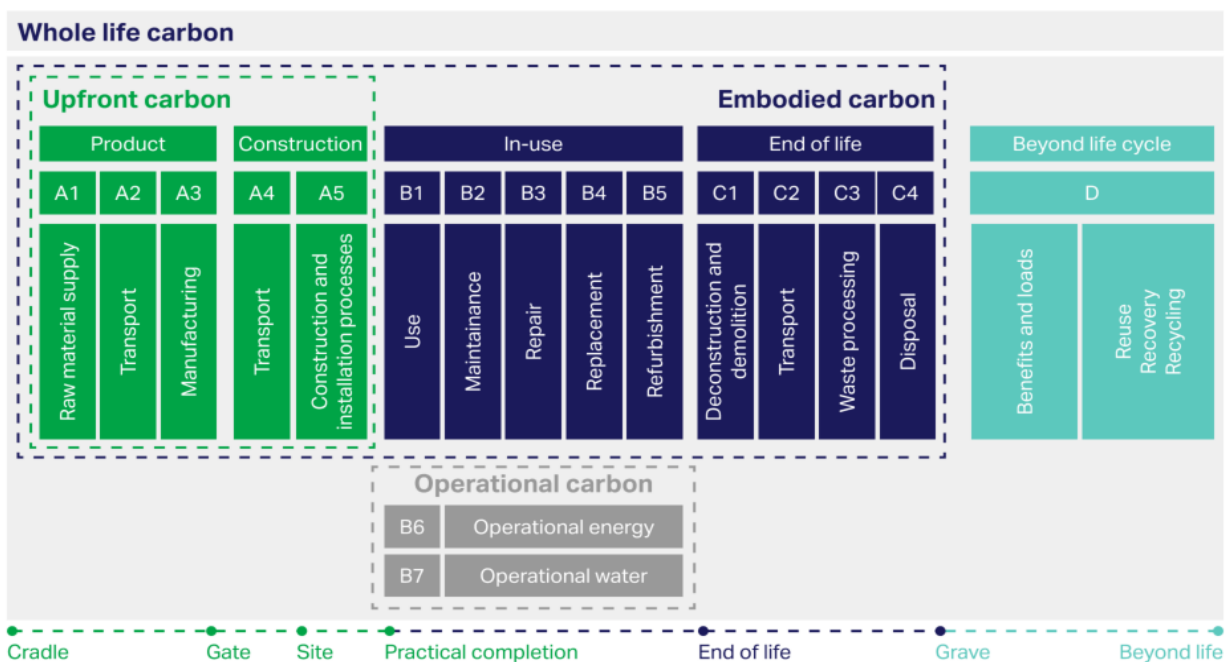 Whole life carbon
Upfront carbon
Embodied carbon
Product
Construction
In-use
End of life
Beyond life cycle
A1
A2
A3
A4
A5
B1
B2
B3
B4
B5
C1
C2
C3
C4
D
Raw material supply
Transport
Manufacturing
Transport
Construction and
installation processes
Use
Maintainance
Repair
Replacement
Refurbishment
Deconstruction and
demolition
Transport
Waste processing
Disposal
Benefits and loads
Reuse
Recovery
Recycling
Operational carbon
B6
Operational energy
B7
Operational water
Cradle
Gate
Site
Practical completion
End of life
Grave
Beyond life